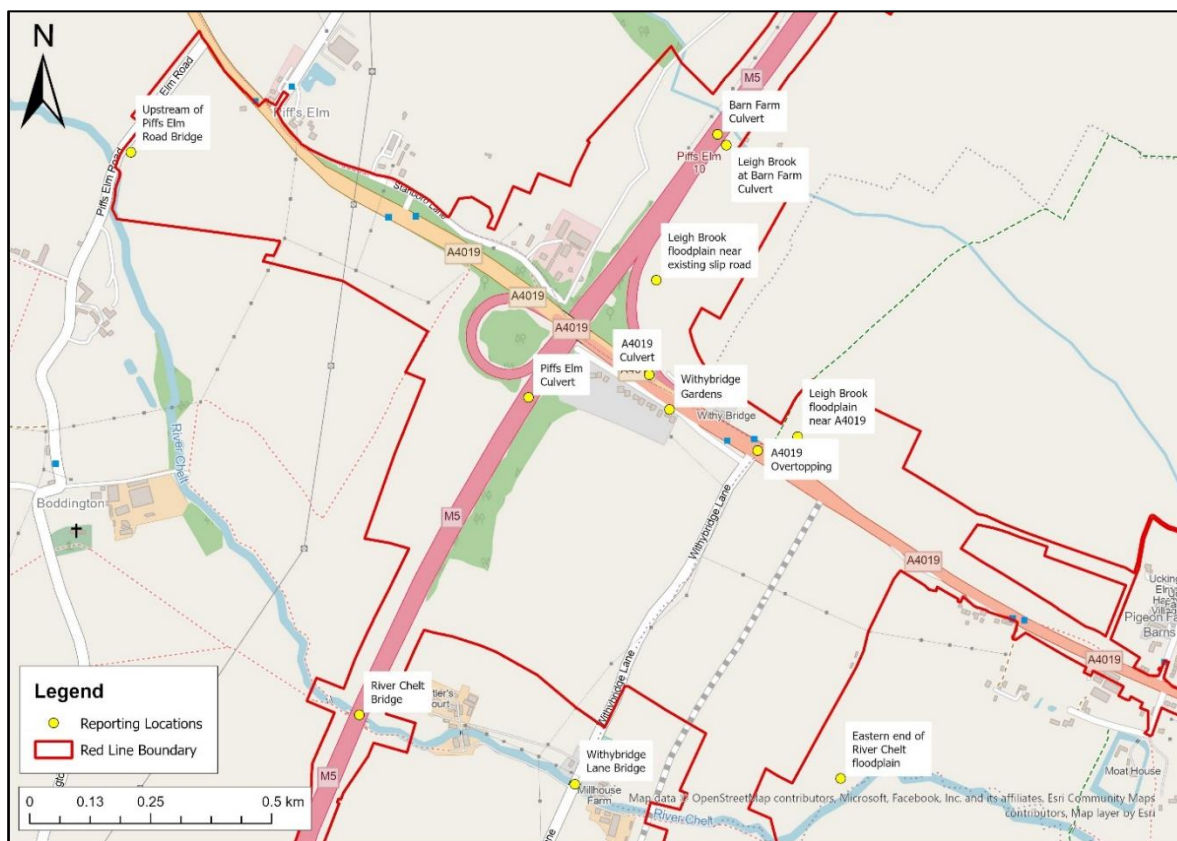 N
Elm Road
Kiff's Elm
Upstream of
Piffs Elm
Road Bridge
Piffs Elm Road
Stanboro Lane
M5
Barn Farm
Culvert
Piffs Elm
10
Leigh Brook
at Barn Farm
Culvert
A4019
Leigh Brook
floodplain near
existing slip road
A4019
A4019
A4019
Culvert
Piffs Elm
Culvert
Withybridge
Gardens
Withy Bridge
Leigh Brook
floodplain
near A4019
A4019
Overtopping
River Chelt
Boddington
M5
Withybridge Lane
A4019
Pigeon
Barns
A4019
Legend
Reporting Locations
Red Line Boundary
River Chelt
Bridge
Withybridge Lane
Withybridge
Lane Bridge
Eastern end of
River Chelt
floodplain
Moat House
M5
Millhouse
Farm
River Chelt
0 0.13 0.25 0.5 km
Map data © OpenStreetMap contributors, Microsoft, Facebook, Inc. and its affiliates, Esri Community Maps
contributors, Map layer by Esri